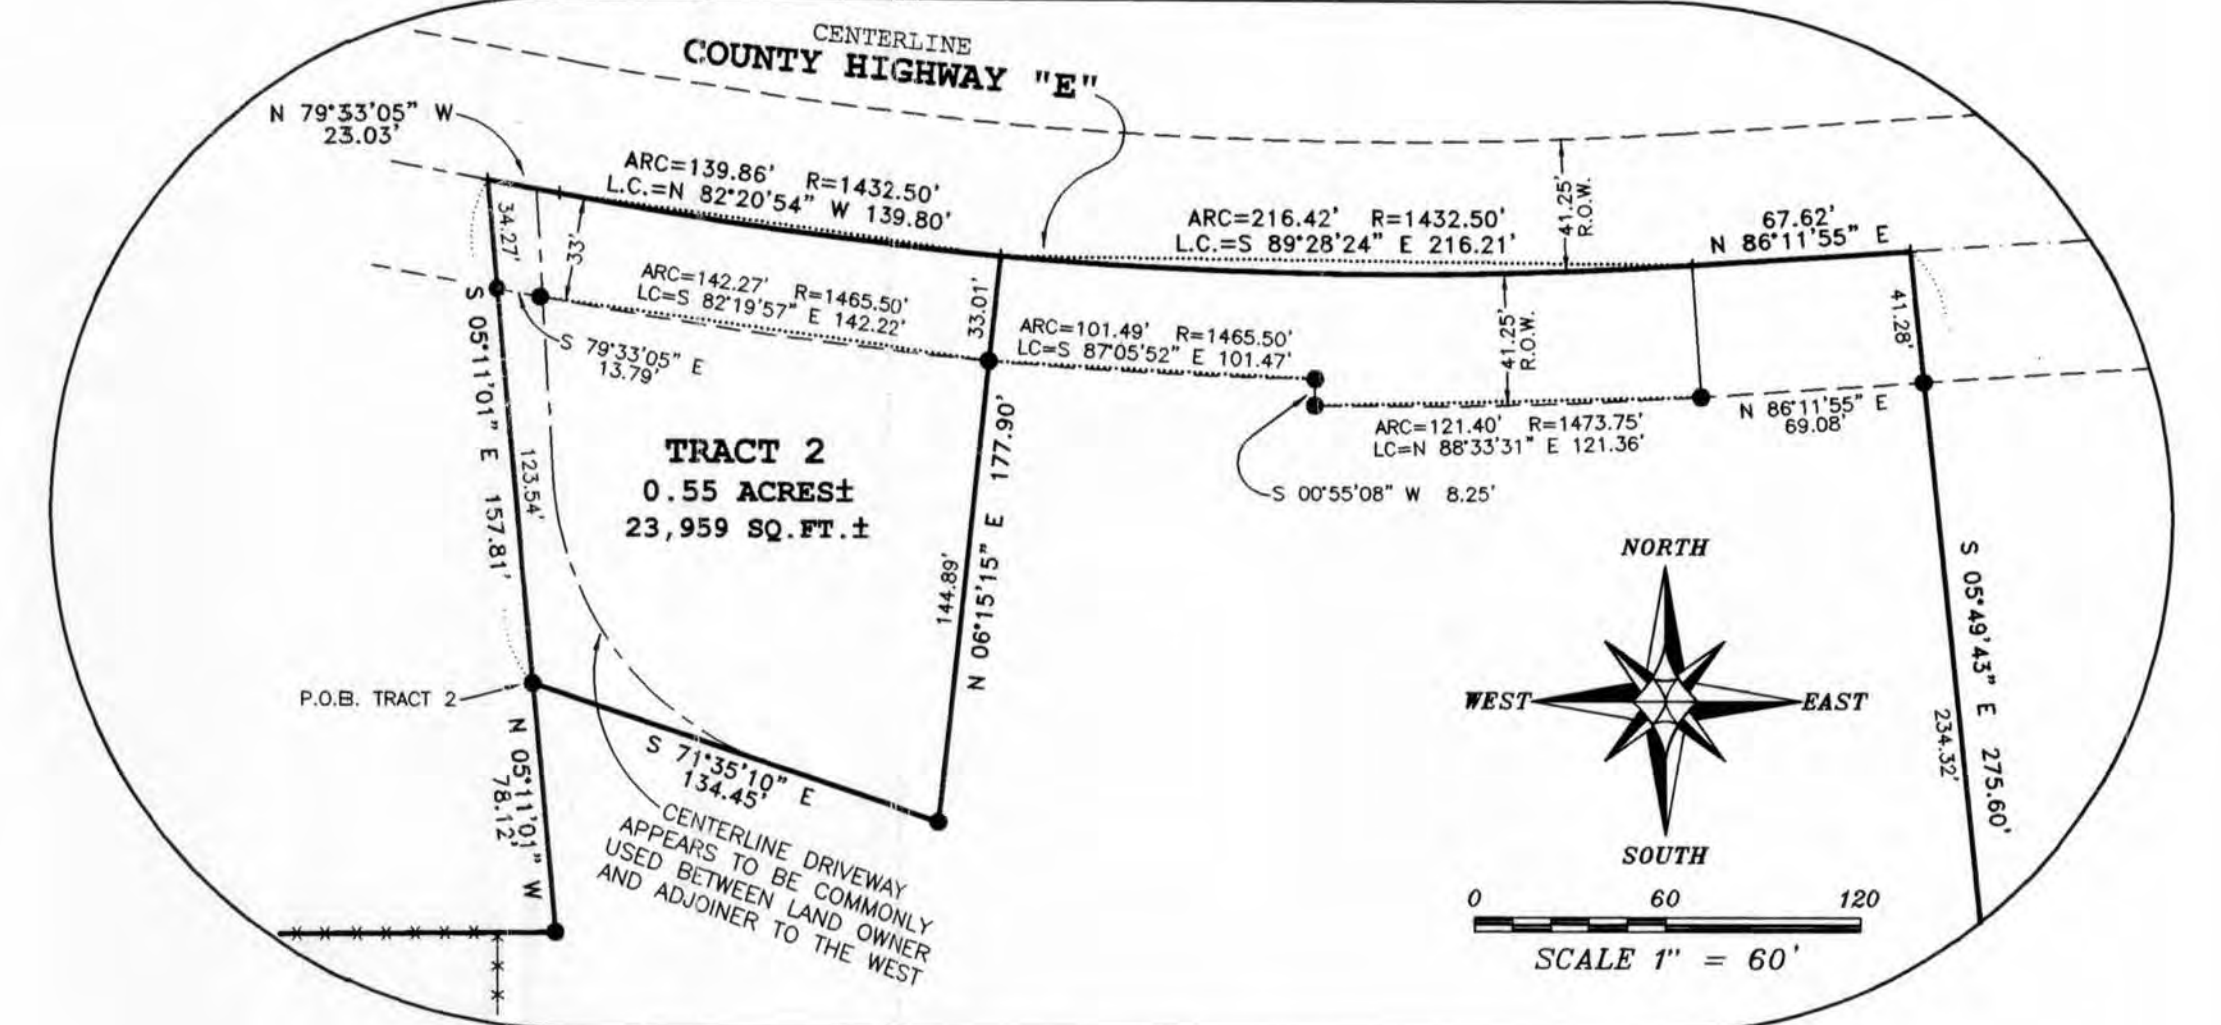 CENTERLINE
COUNTY HIGHWAY "E"
N 79°33'05" W
23.03'
ARC=139.86' R=1432.50'
L.C.=N 82°20'54" W 139.80'
ARC=216.42' R=1432.50'
L.C.=S 89°28'24" E 216.21'
41.25'
R.O.W.
67.62'
N 86°11'55" E
34.27'
33'
ARC=142.27' R=1465.50'
LC=S 82°19'57" E 142.22'
33.01'
ARC=101.49' R=1465.50'
LC=S 87°05'52" E 101.47'
41.25'
R.O.W.
41.28'
S 79°33'05" E
13.79'
ARC=121.40' R=1473.75'
LC=N 88°33'31" E 121.36'
N 86°11'55" E
69.08'
S 00°55'08" W 8.25'
S 05°11'01" E 157.81'
123.54'
TRACT 2
0.55 ACRES±
23,959 SQ.FT.±
N 06°15'15" E 177.90'
144.89'
P.O.B. TRACT 2
S 71°35'10" E
134.45'
N 05°11'01" W
78.12'
CENTERLINE DRIVEWAY
APPEARS TO BE COMMONLY
USED BETWEEN LAND OWNER
AND ADJOINER TO THE WEST
NORTH
WEST
EAST
SOUTH
S 05°49'43" E 275.60'
234.32'
0 60 120
SCALE 1" = 60'